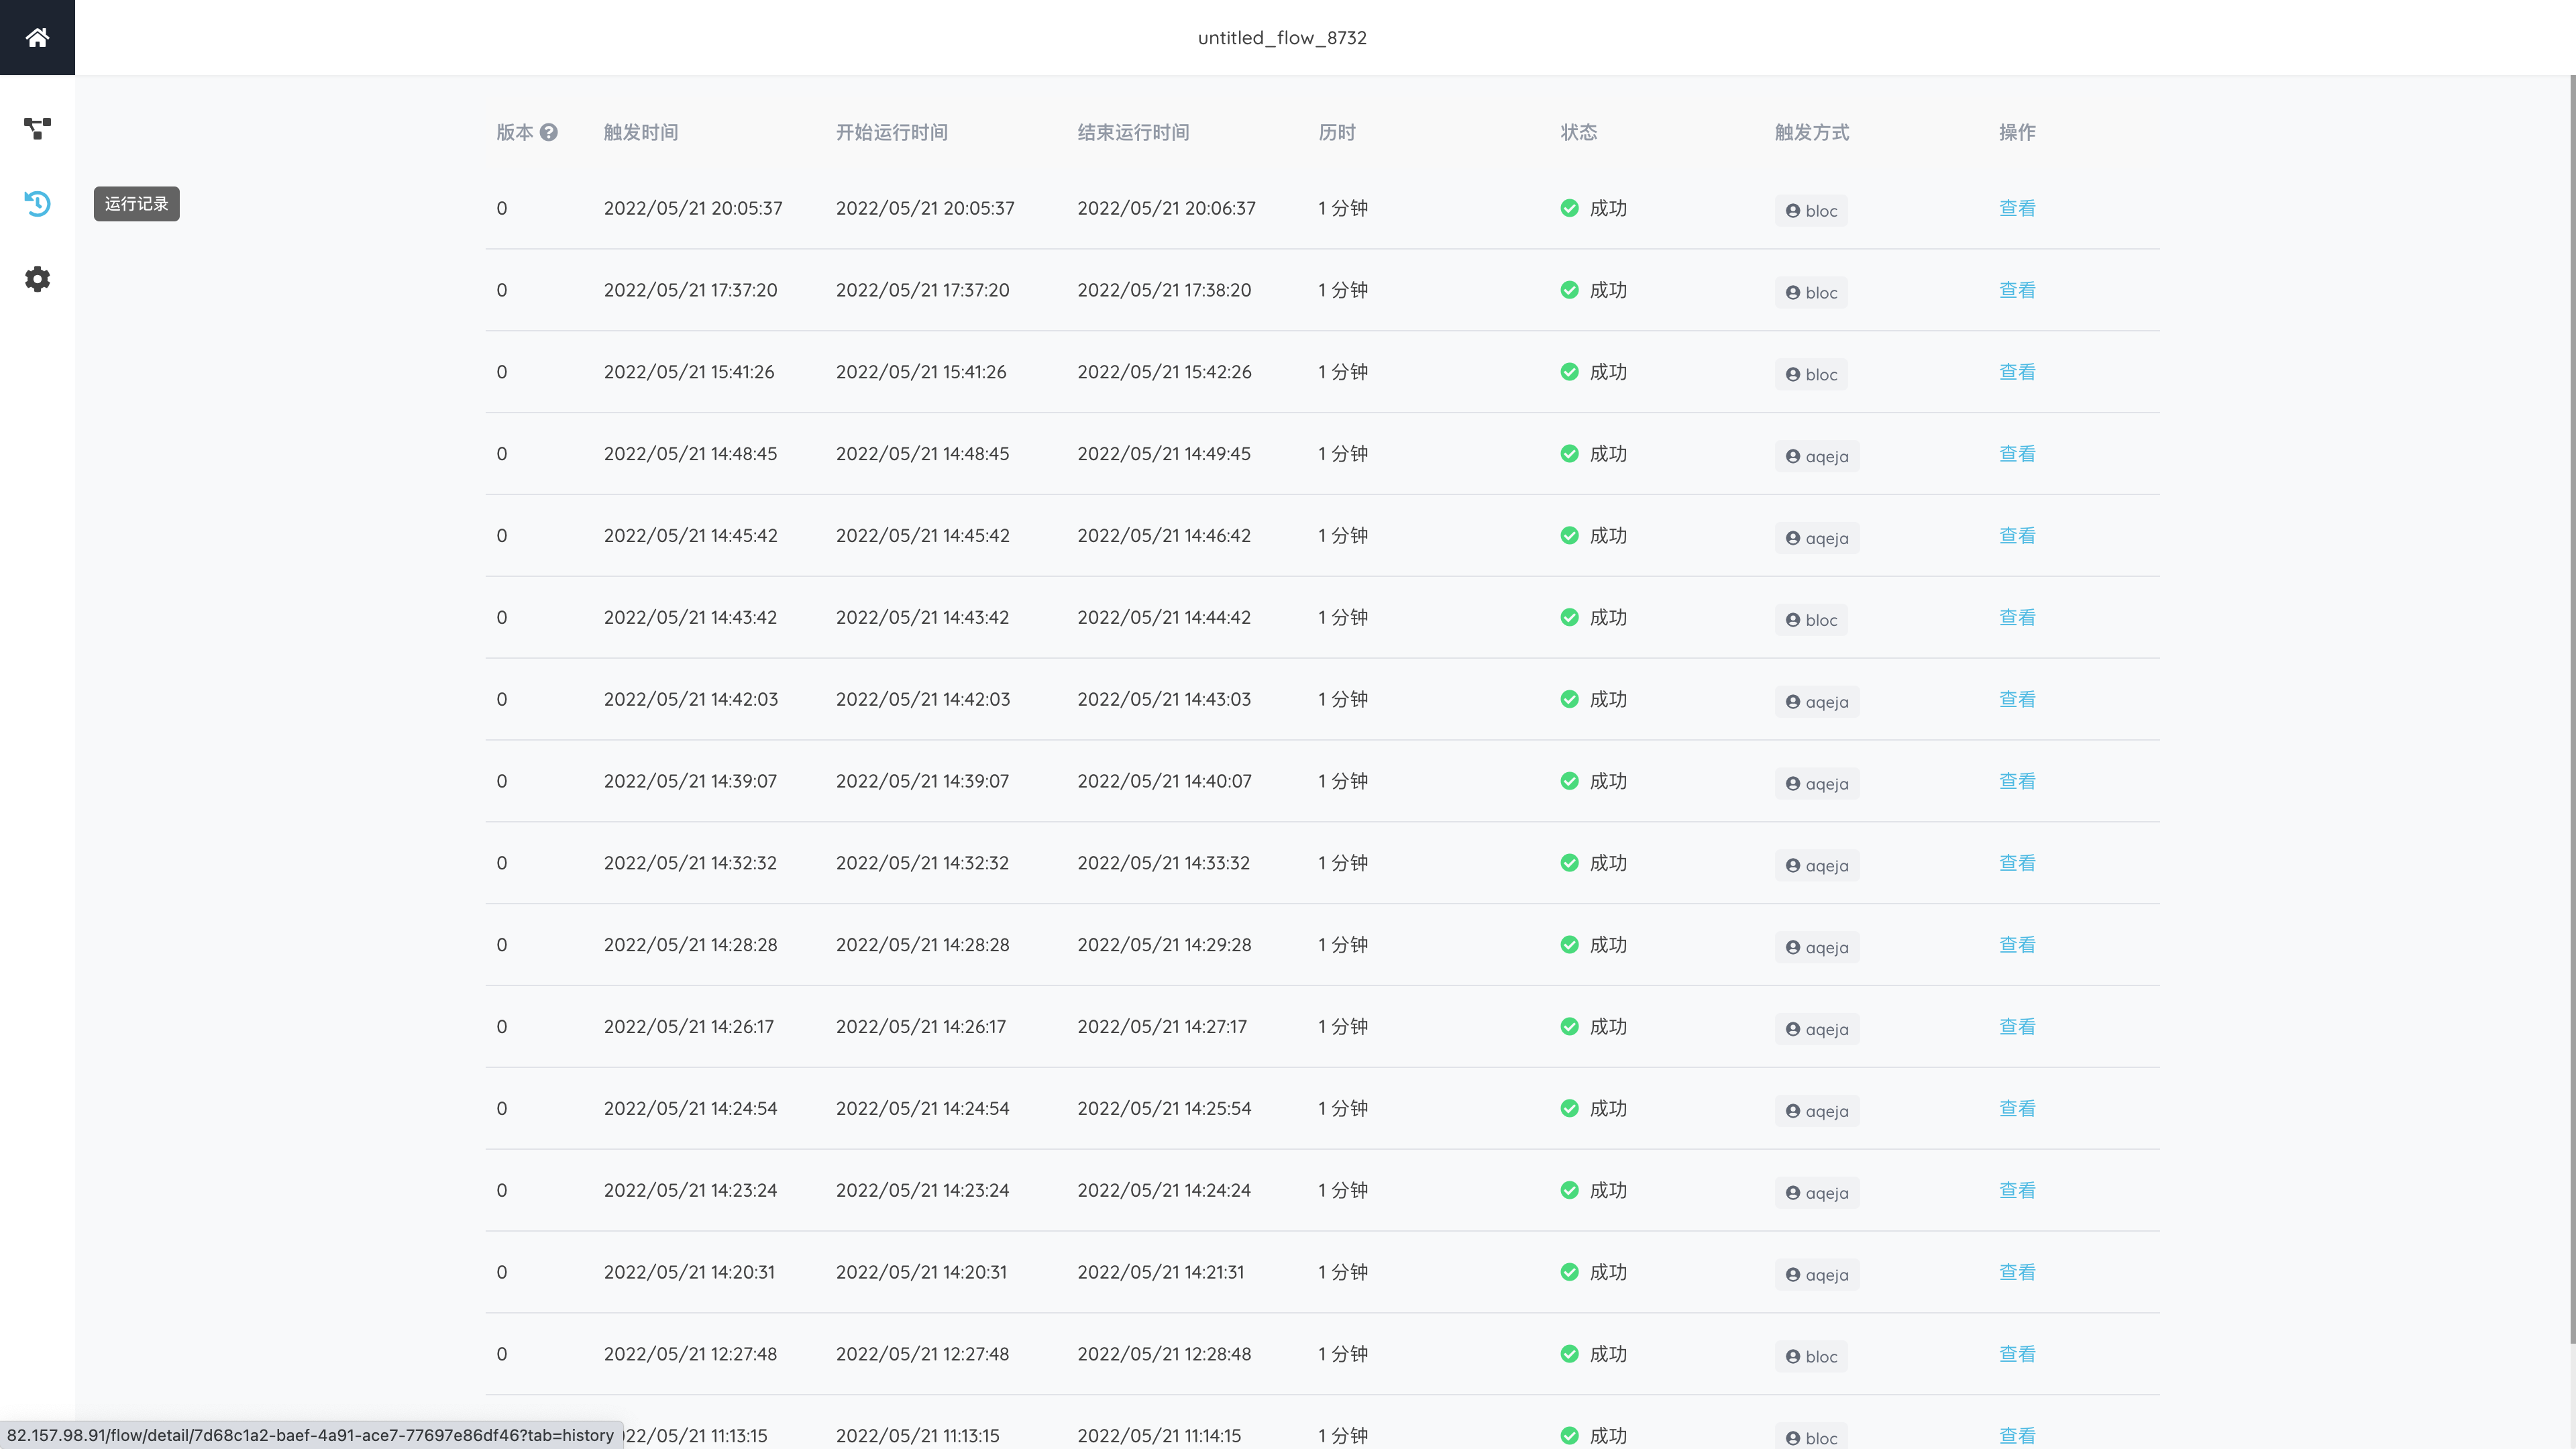 untitled_flow_8732
版本 触发时间 开始运行时间 结束运行时间 历时 状态 触发方式 操作
运行记录
0 2022/05/21 20:05:37 2022/05/21 20:05:37 2022/05/21 20:06:37 1 分钟 成功 bloc 查看
0 2022/05/21 17:37:20 2022/05/21 17:37:20 2022/05/21 17:38:20 1 分钟 成功 bloc 查看
0 2022/05/21 15:41:26 2022/05/21 15:41:26 2022/05/21 15:42:26 1 分钟 成功 bloc 查看
0 2022/05/21 14:48:45 2022/05/21 14:48:45 2022/05/21 14:49:45 1 分钟 成功 aqeja 查看
0 2022/05/21 14:45:42 2022/05/21 14:45:42 2022/05/21 14:46:42 1 分钟 成功 aqeja 查看
0 2022/05/21 14:43:42 2022/05/21 14:43:42 2022/05/21 14:44:42 1 分钟 成功 bloc 查看
0 2022/05/21 14:42:03 2022/05/21 14:42:03 2022/05/21 14:43:03 1 分钟 成功 aqeja 查看
0 2022/05/21 14:39:07 2022/05/21 14:39:07 2022/05/21 14:40:07 1 分钟 成功 aqeja 查看
0 2022/05/21 14:32:32 2022/05/21 14:32:32 2022/05/21 14:33:32 1 分钟 成功 aqeja 查看
0 2022/05/21 14:28:28 2022/05/21 14:28:28 2022/05/21 14:29:28 1 分钟 成功 aqeja 查看
0 2022/05/21 14:26:17 2022/05/21 14:26:17 2022/05/21 14:27:17 1 分钟 成功 aqeja 查看
0 2022/05/21 14:24:54 2022/05/21 14:24:54 2022/05/21 14:25:54 1 分钟 成功 aqeja 查看
0 2022/05/21 14:23:24 2022/05/21 14:23:24 2022/05/21 14:24:24 1 分钟 成功 aqeja 查看
0 2022/05/21 14:20:31 2022/05/21 14:20:31 2022/05/21 14:21:31 1 分钟 成功 aqeja 查看
0 2022/05/21 12:27:48 2022/05/21 12:27:48 2022/05/21 12:28:48 1 分钟 成功 bloc 查看
82.157.98.91/flow/detail/7d68c1a2-baef-4a91-ace7-77697e86df46?tab=history 22/05/21 11:13:15 2022/05/21 11:13:15 2022/05/21 11:14:15 1 分钟 成功 bloc 查看